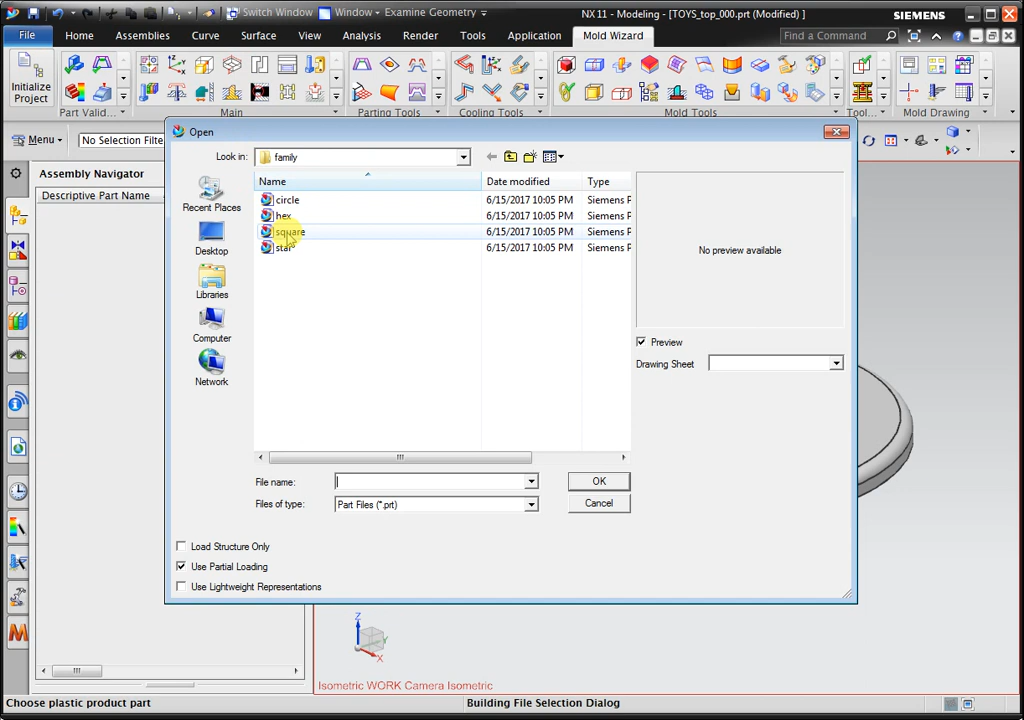 Switch Window Window Examine Geometry NX 11 - Modeling - [TOYS_top_000.prt (Modified) ] SIEMENS
File Home Assemblies Curve Surface View Analysis Render Tools Application Mold Wizard Find a Command
Initialize
Project
Part Valid... Main Parting Tools Cooling Tools Mold Tools Tool... Mold Drawing
Menu No Selection Filte
Open
Assembly Navigator
Descriptive Part Name
Look in: family
Name Date modified Type
circle 6/15/2017 10:05 PM Siemens P
hex 6/15/2017 10:05 PM Siemens P
square 6/15/2017 10:05 PM Siemens P
star 6/15/2017 10:05 PM Siemens P
Recent Places
Desktop
Libraries
Computer
Network
No preview available
Preview
Drawing Sheet
File name: OK
Files of type: Part Files (*.prt) Cancel
Load Structure Only
Use Partial Loading
Use Lightweight Representations
Z
Y
X
Isometric WORK Camera Isometric
Choose plastic product part Building File Selection Dialog